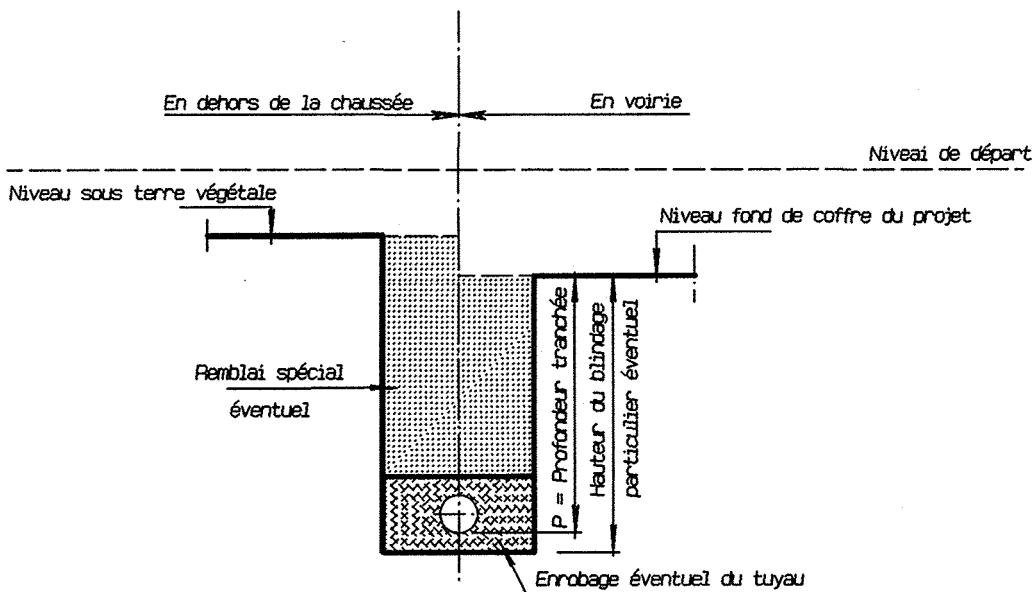 En dehors de la chaussée
En voirie
Niveai de départ
Niveau sous terre végétale
Niveau fond de coffre du projet
Remblai spécial
éventuel
P = Profondeur tranchée
Hauteur du blindage
particulier éventuel
Enrobage éventuel du tuyau